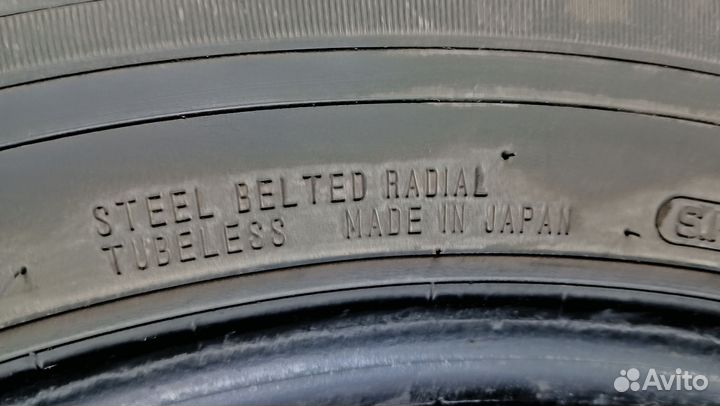 STEEL BELTED RADIAL
TUBELESS MADE IN JAPAN
Avito